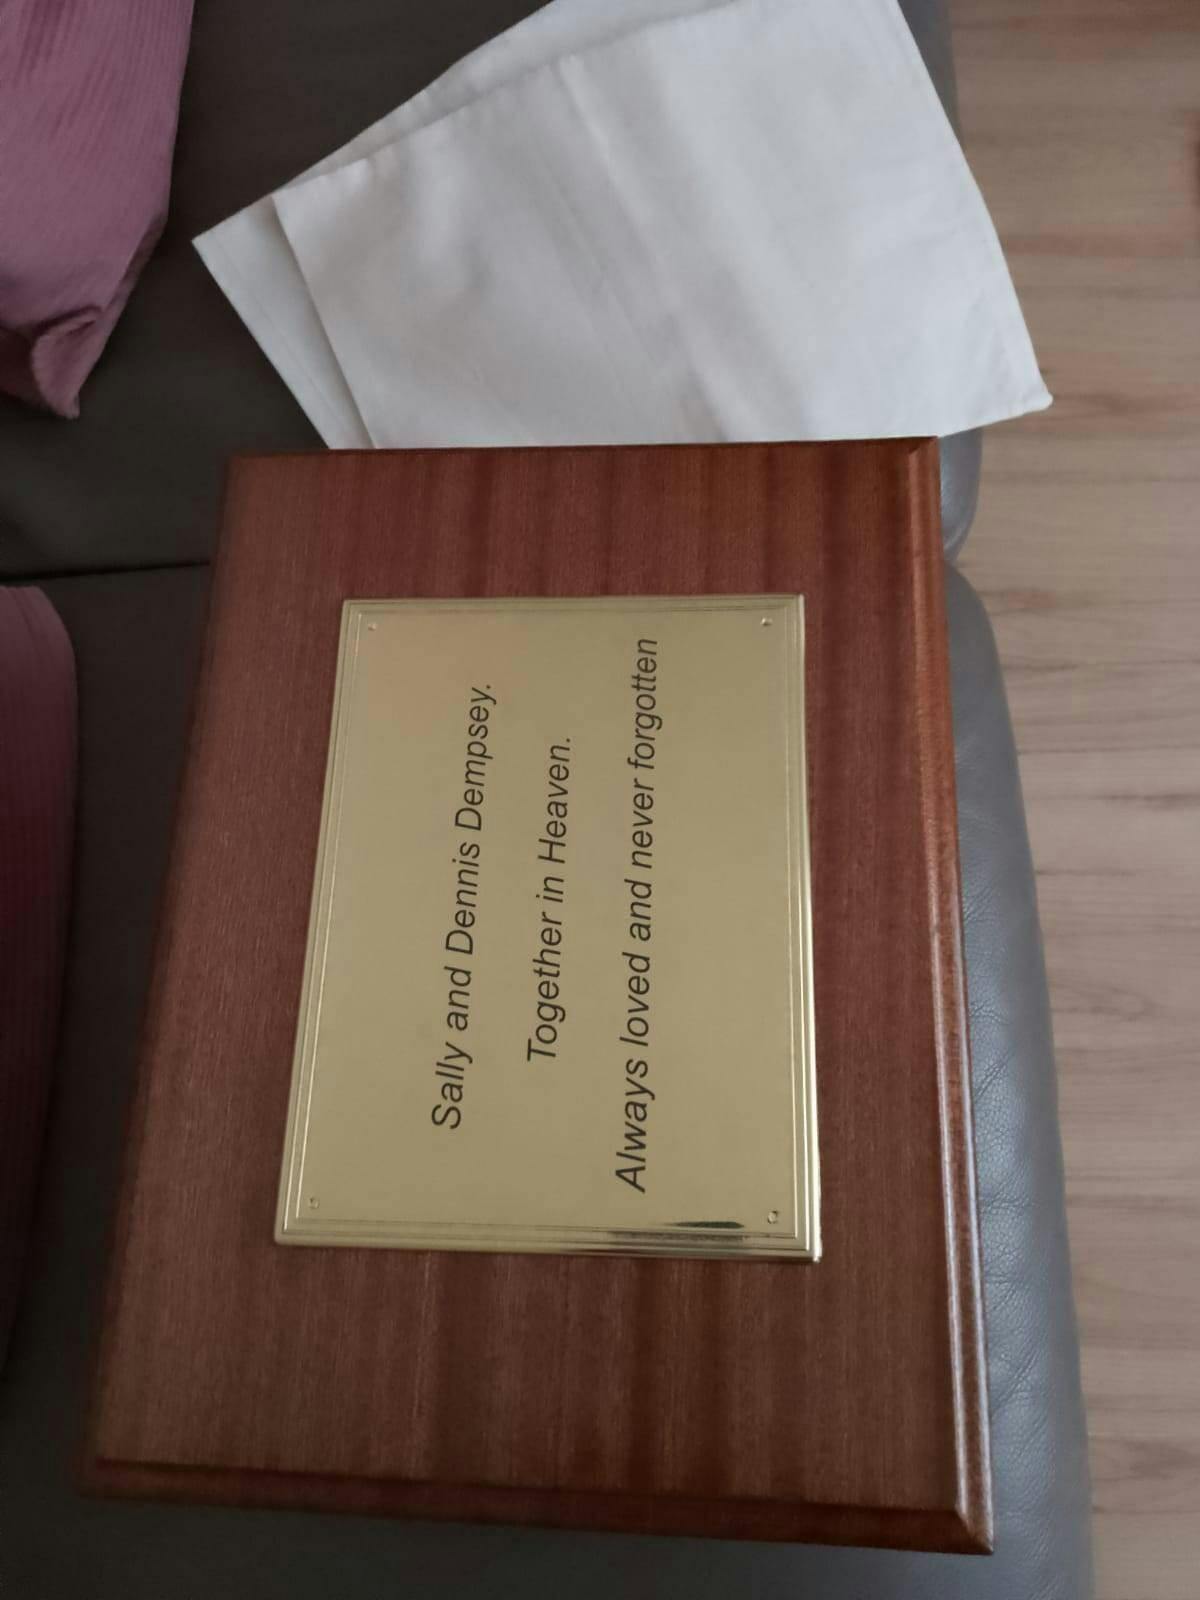 Sally and Dennis Dempsey.
Together in Heaven.
Always loved and never forgotten